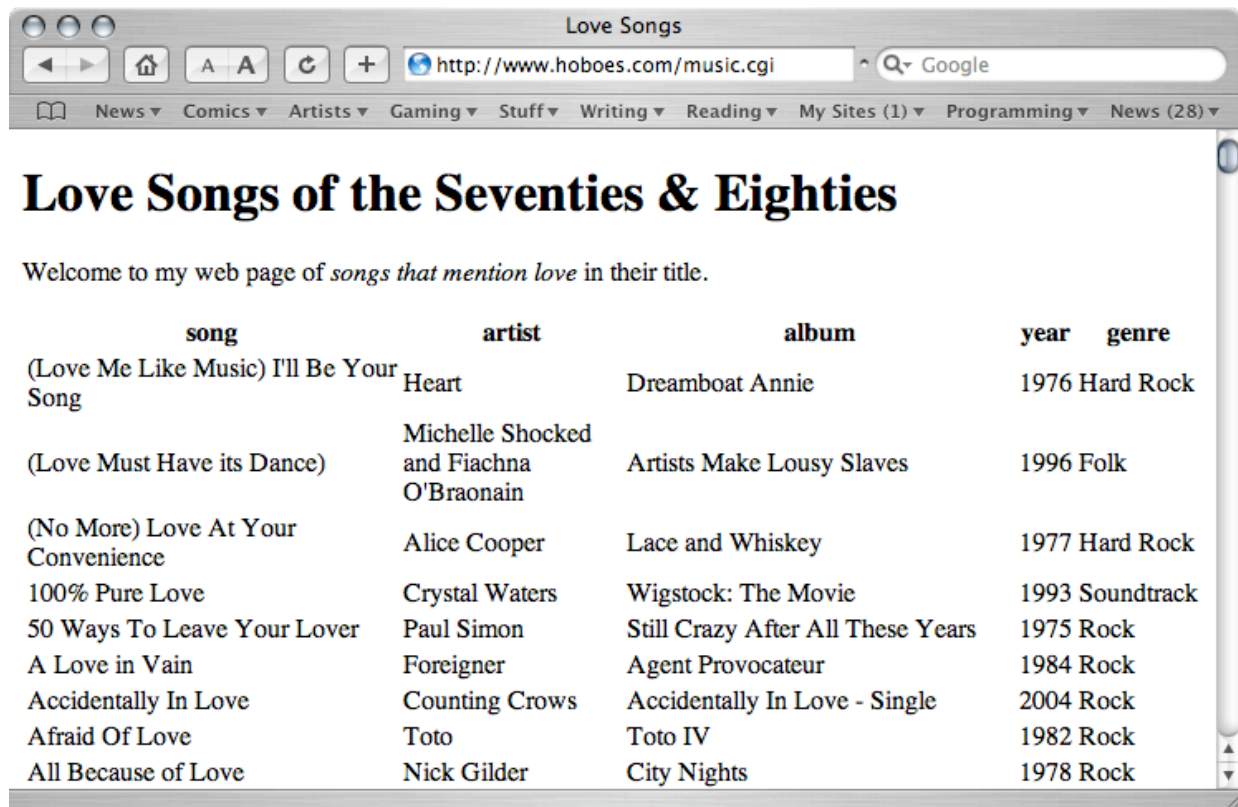 Love Songs
A A http://www.hoboes.com/music.cgi Google
News Comics Artists Gaming Stuff Writing Reading My Sites (1) Programming News (28)
Love Songs of the Seventies & Eighties
Welcome to my web page of songs that mention love in their title.
song artist album year genre
(Love Me Like Music) I'll Be Your
Song
Heart Dreamboat Annie 1976 Hard Rock
(Love Must Have its Dance)
Michelle Shocked
and Fiachna
O'Braonain
Artists Make Lousy Slaves 1996 Folk
(No More) Love At Your
Convenience
Alice Cooper Lace and Whiskey 1977 Hard Rock
100% Pure Love Crystal Waters Wigstock: The Movie 1993 Soundtrack
50 Ways To Leave Your Lover Paul Simon Still Crazy After All These Years 1975 Rock
A Love in Vain Foreigner Agent Provocateur 1984 Rock
Accidentally In Love Counting Crows Accidentally In Love - Single 2004 Rock
Afraid Of Love Toto Toto IV 1982 Rock
All Because of Love Nick Gilder City Nights 1978 Rock